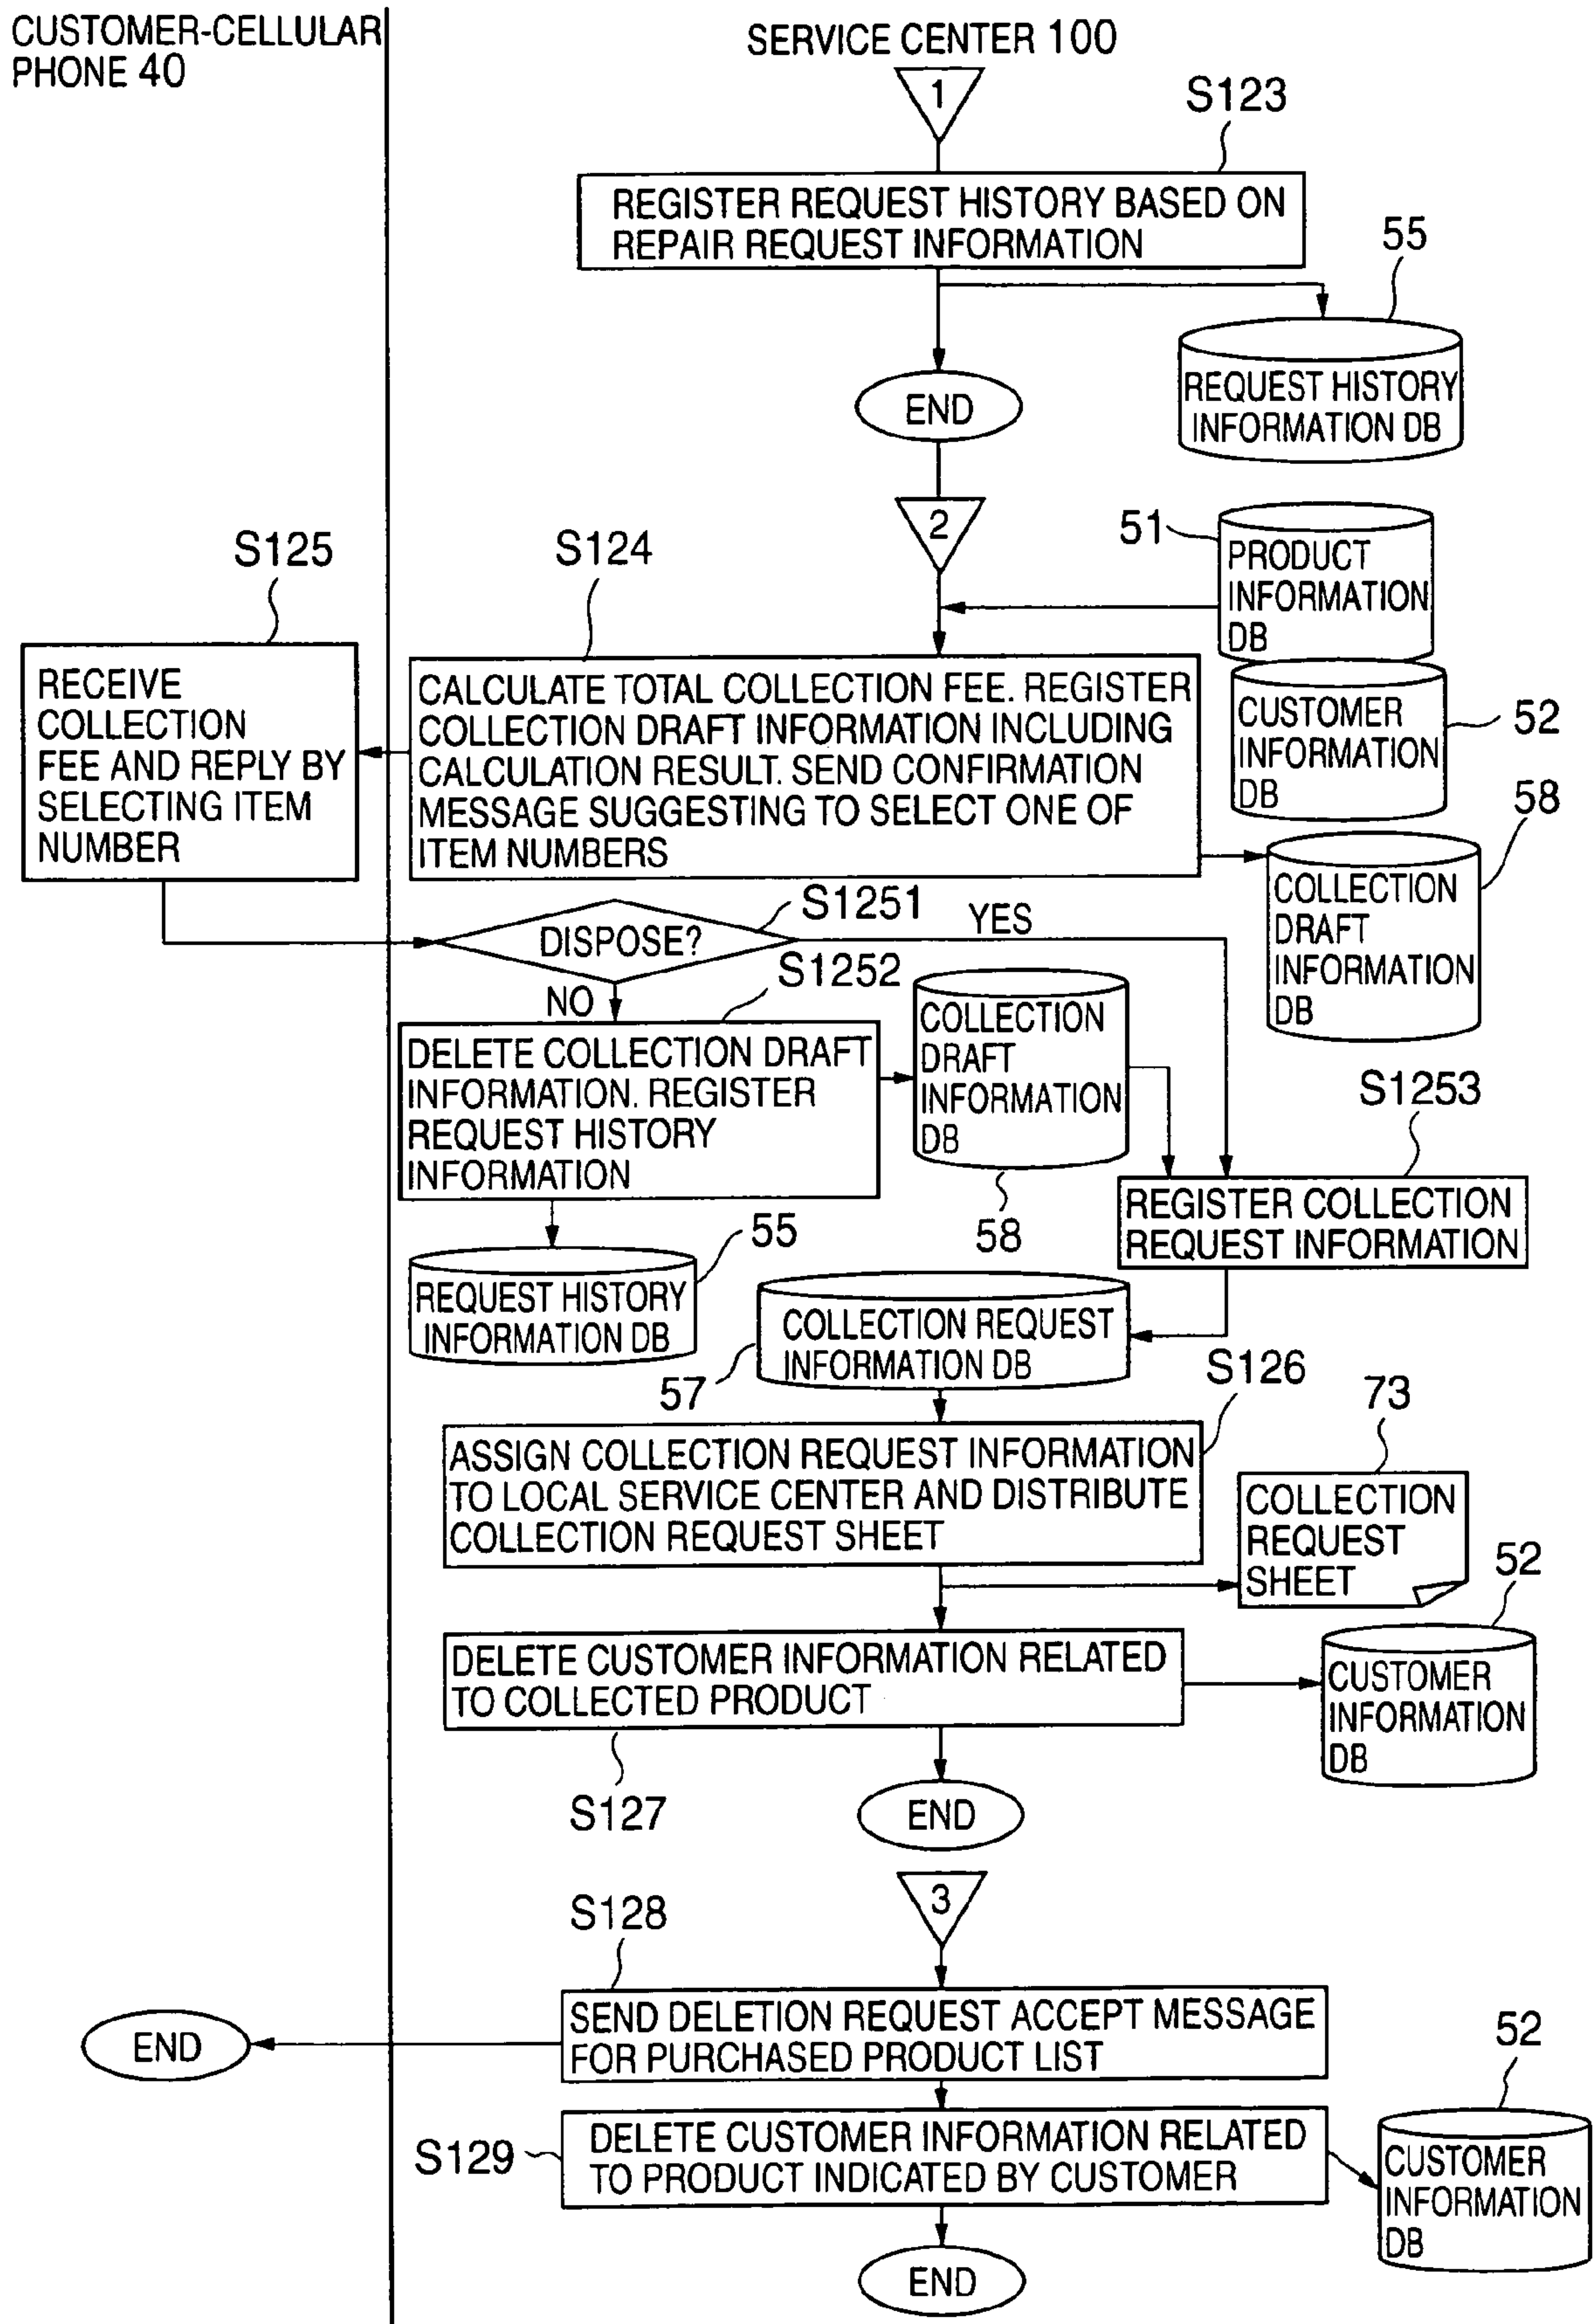 CUSTOMER-CELLULAR
PHONE 40
SERVICE CENTER 100
1
S123
REGISTER REQUEST HISTORY BASED ON
REPAIR REQUEST INFORMATION
55
REQUEST HISTORY
INFORMATION DB
END
2
51
PRODUCT
INFORMATION
DB
S125
S124
RECEIVE
COLLECTION
FEE AND REPLY BY
SELECTING ITEM
NUMBER
CALCULATE TOTAL COLLECTION FEE. REGISTER
COLLECTION DRAFT INFORMATION INCLUDING
CALCULATION RESULT. SEND CONFIRMATION
MESSAGE SUGGESTING TO SELECT ONE OF
ITEM NUMBERS
CUSTOMER
INFORMATION
DB
52
58
COLLECTION
DRAFT
INFORMATION
DB
DISPOSE?
S1251
YES
NO
S1252
DELETE COLLECTION DRAFT
INFORMATION. REGISTER
REQUEST HISTORY
INFORMATION
COLLECTION
DRAFT
INFORMATION
DB
58
S1253
REGISTER COLLECTION
REQUEST INFORMATION
55
REQUEST HISTORY
INFORMATION DB
COLLECTION REQUEST
INFORMATION DB
57
S126
ASSIGN COLLECTION REQUEST INFORMATION
TO LOCAL SERVICE CENTER AND DISTRIBUTE
COLLECTION REQUEST SHEET
73
COLLECTION
REQUEST
SHEET
52
DELETE CUSTOMER INFORMATION RELATED
TO COLLECTED PRODUCT
CUSTOMER
INFORMATION
DB
S127
END
3
S128
SEND DELETION REQUEST ACCEPT MESSAGE
FOR PURCHASED PRODUCT LIST
END
52
S129
DELETE CUSTOMER INFORMATION RELATED
TO PRODUCT INDICATED BY CUSTOMER
CUSTOMER
INFORMATION
DB
END